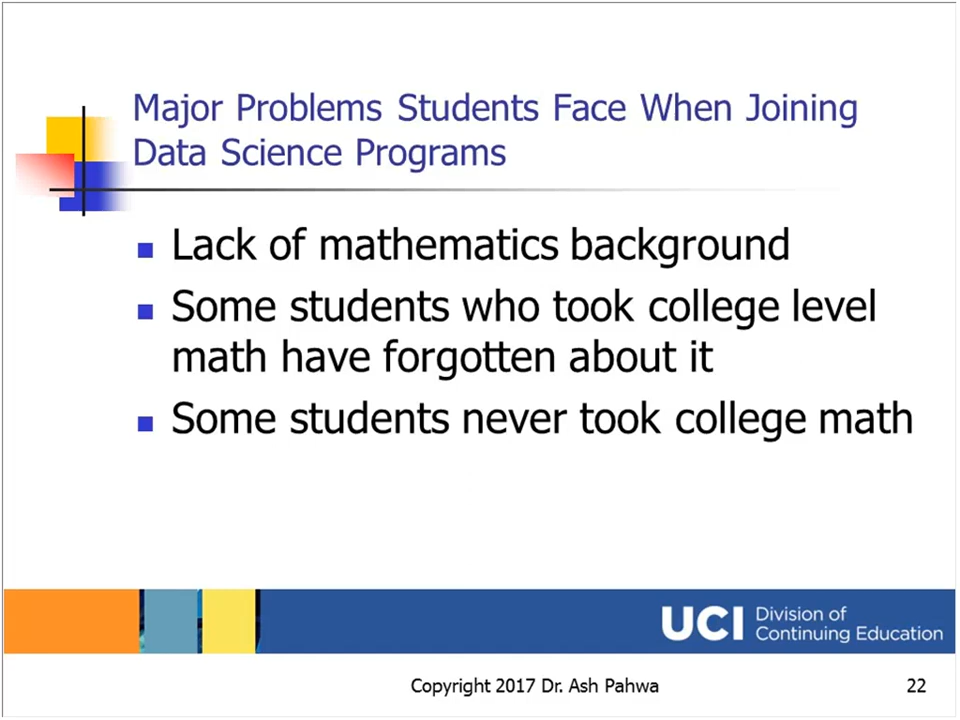 Major Problems Students Face When Joining
Data Science Programs
Lack of mathematics background
Some students who took college level
math have forgotten about it
Some students never took college math
UCI Division of
Continuing Education
Copyright 2017 Dr. Ash Pahwa
22